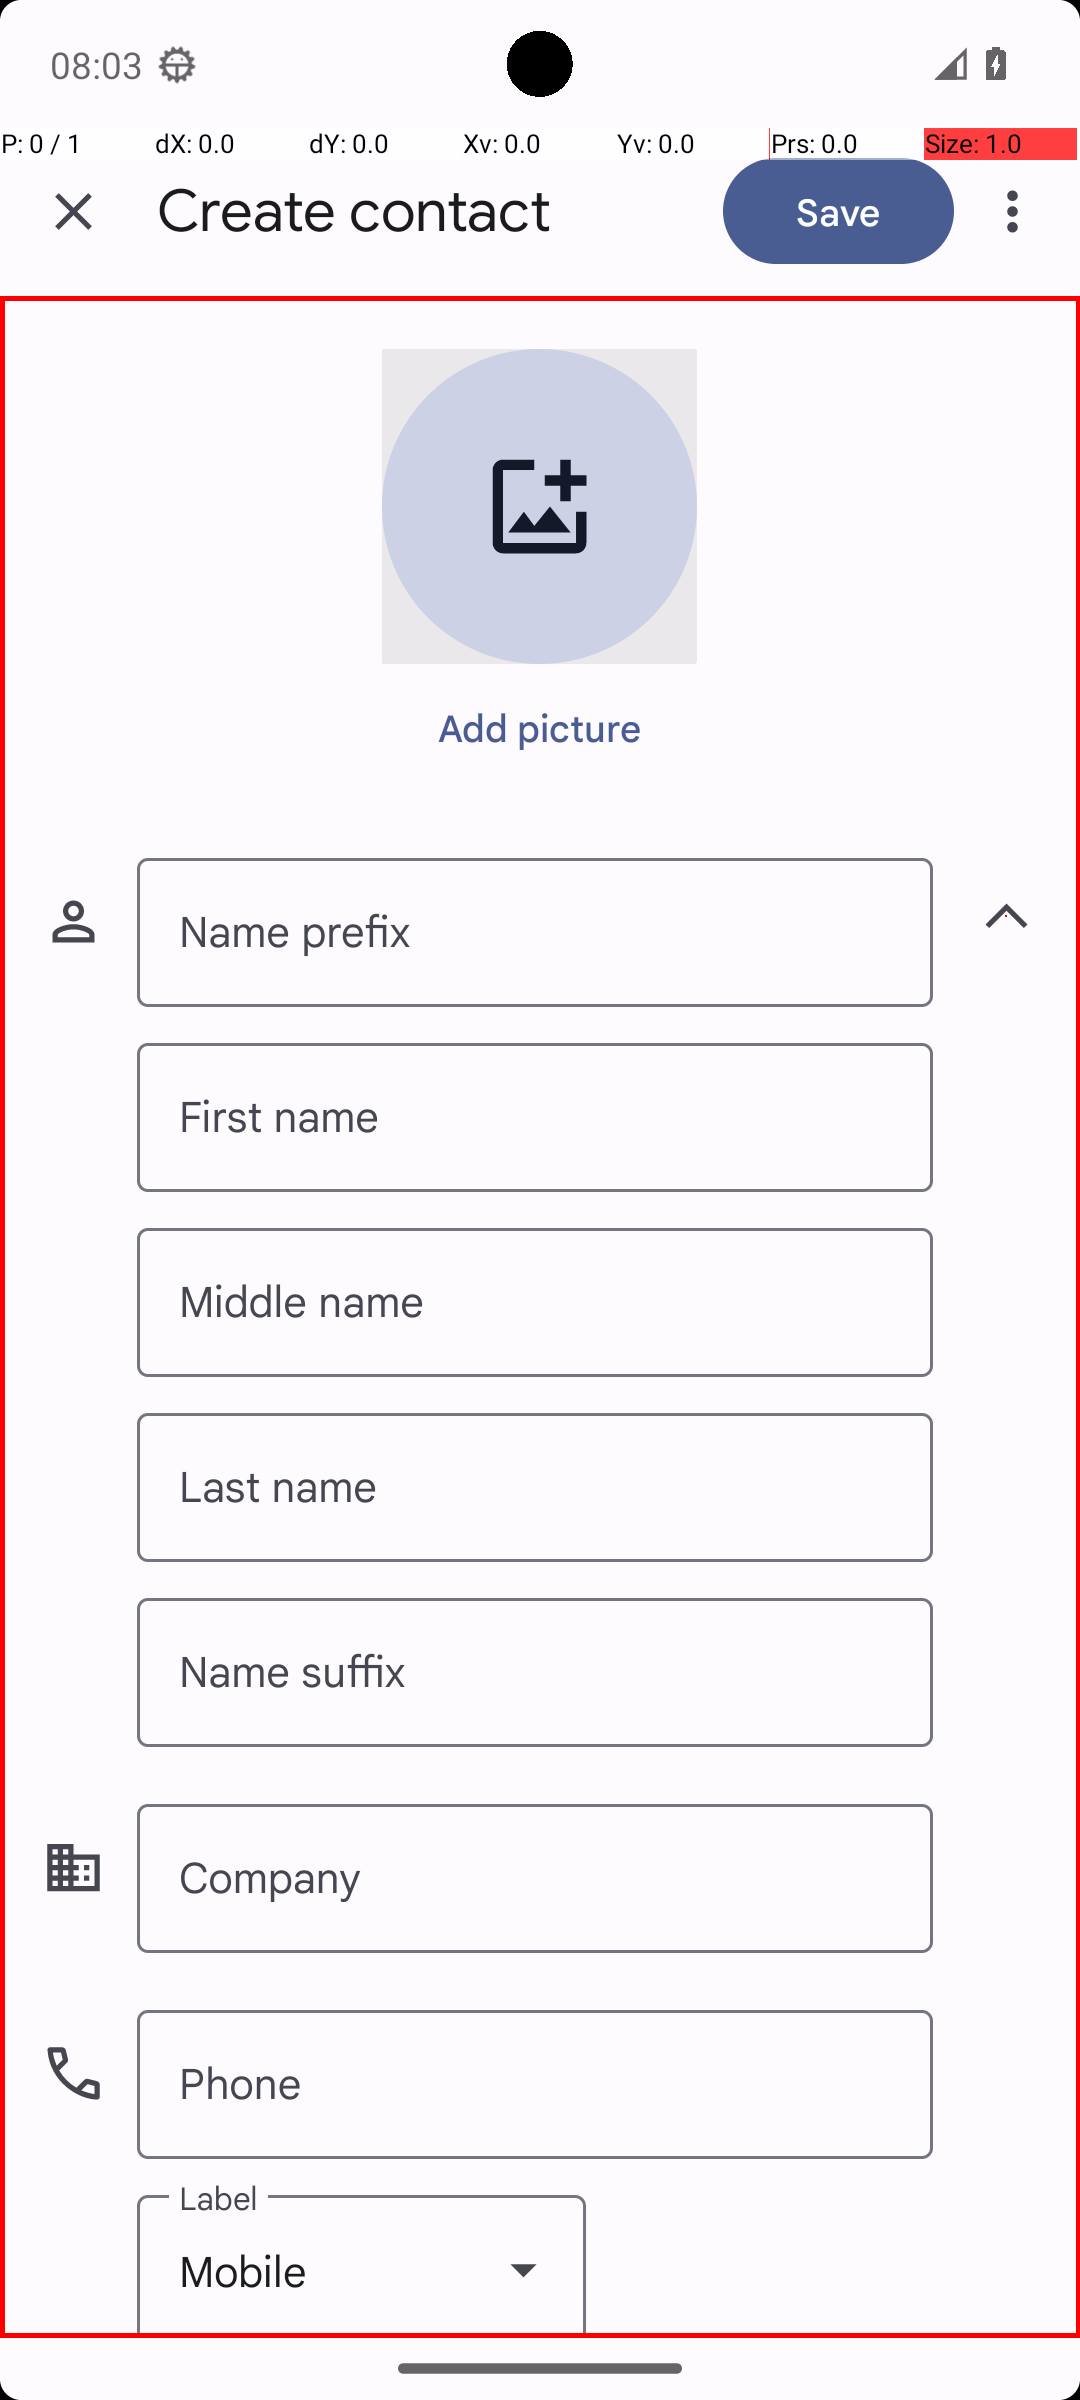 08:03
P: 0 / 1 dX: 0.0 dY: 0.0 Xv: 0.0 Yv: 0.0 Prs: 0.0 Size: 1.0
Create contact
Save
Add picture
Name prefix
First name
Middle name
Last name
Name suffix
Company
Phone
Label
Mobile